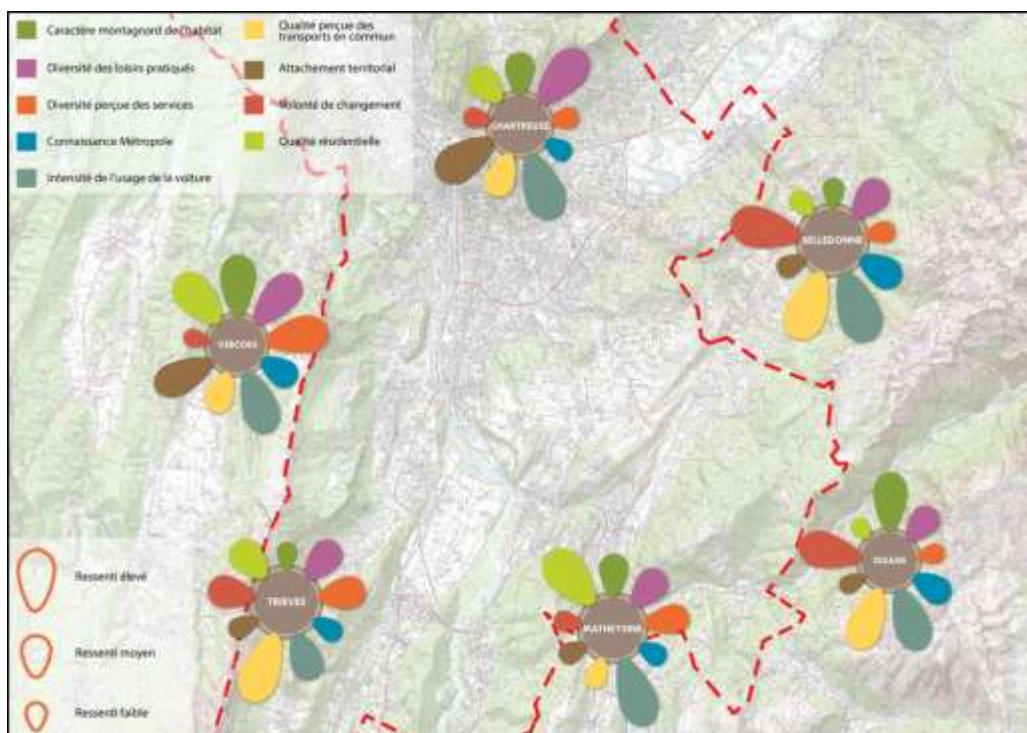 Caractère montagnard de l'habitat
Diversité des loisirs pratiqués
Diversité perçue des services
Connaissance Métropole
Intensité de l'usage de la voiture
Qualité perçue des
transports en commun
Attachement territorial
Volonté de changement
Qualité résidentielle
CHARTREUSE
BELLEDONNE
VERCORS
OISANS
TRIEVES
MATHEYSINE
Ressenti élevé
Ressenti moyen
Ressenti faible